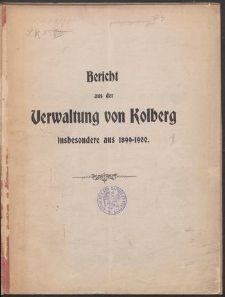 Bericht
aus der
Verwaltung von Kolberg
insbesondere aus 1899-1900.